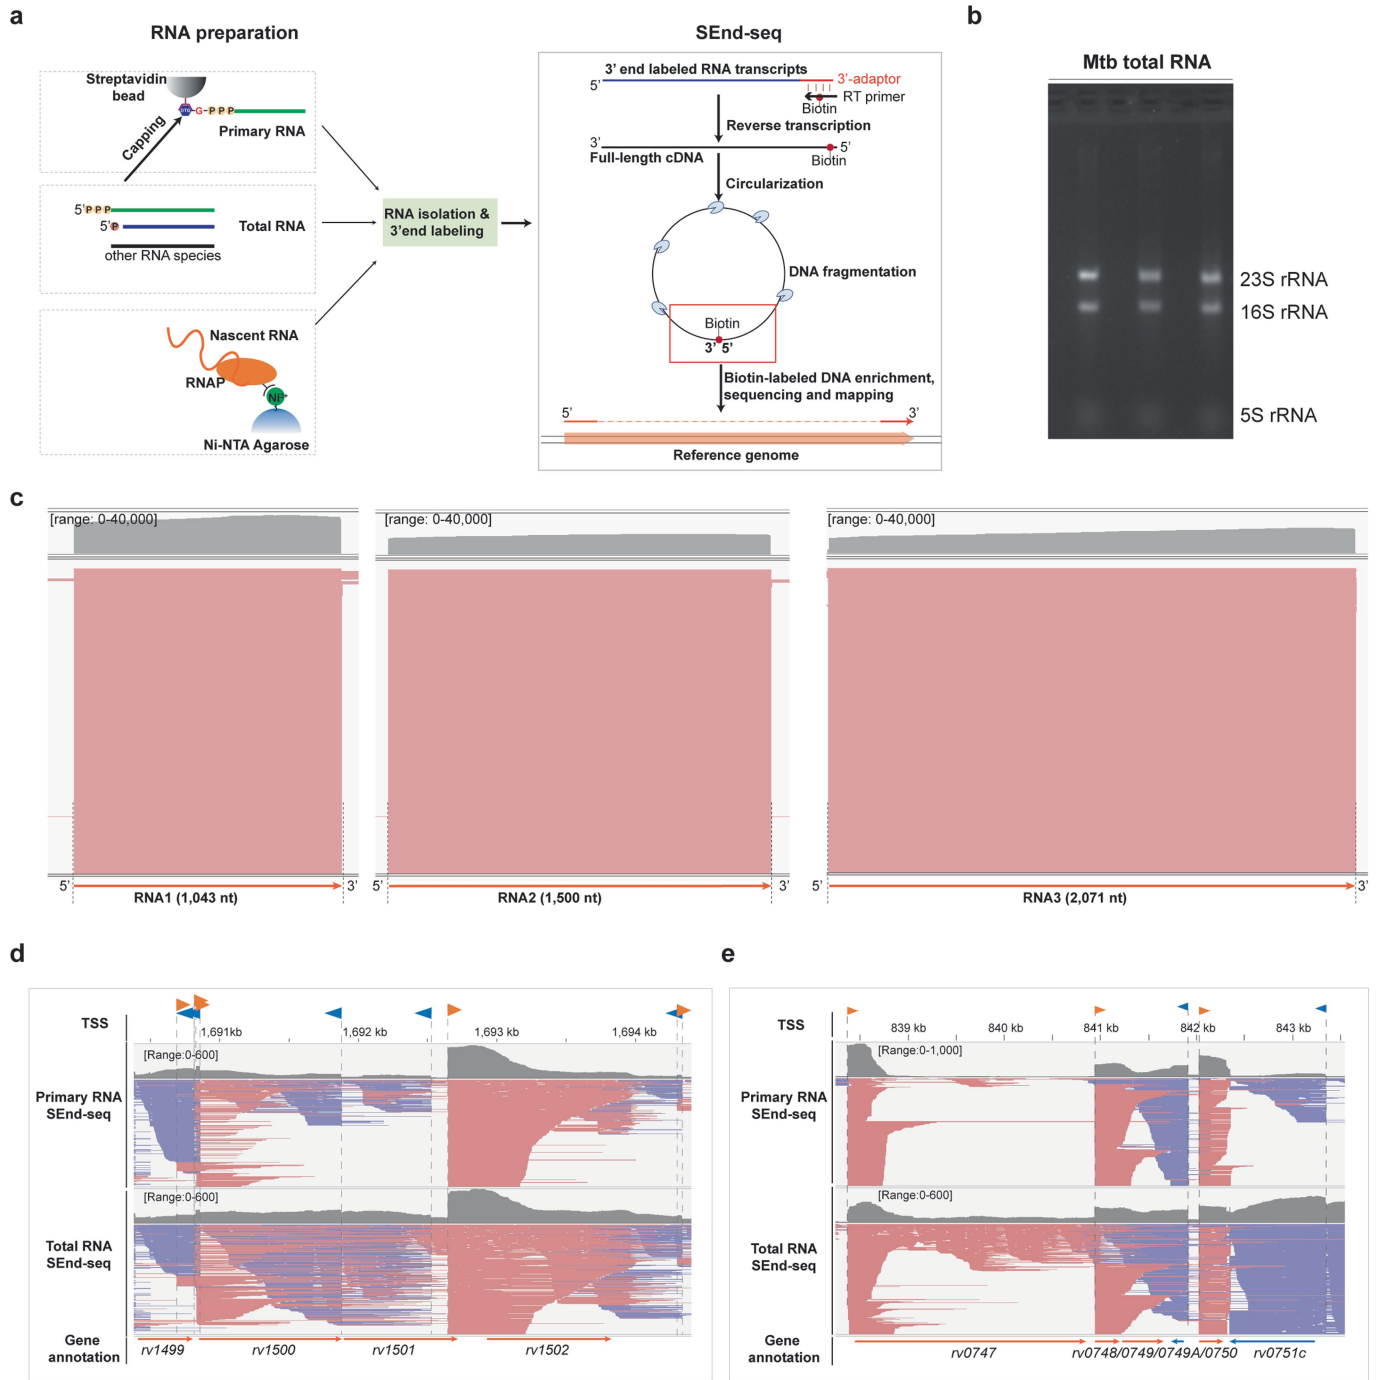 a
RNA preparation
Streptavidin
bead
DTB
G
P P P
Primary RNA
Capping
5' P P P
5' P
Total RNA
other RNA species
Nascent RNA
RNAP
Ni²⁺
Ni-NTA Agarose
RNA isolation &
3'end labeling
SEnd-seq
3' end labeled RNA transcripts
5'
3'-adaptor
RT primer
Biotin
Reverse transcription
3'
5'
Full-length cDNA
Biotin
Circularization
DNA fragmentation
Biotin
3' 5'
Biotin-labeled DNA enrichment,
sequencing and mapping
5'
3'
Reference genome
b
Mtb total RNA
23S rRNA
16S rRNA
5S rRNA
c
[range: 0-40,000]
[range: 0-40,000]
[range: 0-40,000]
5'
3'
RNA1 (1,043 nt)
5'
3'
RNA2 (1,500 nt)
5'
3'
RNA3 (2,071 nt)
d
TSS
1,691kb
1,692 kb
1,693 kb
1,694 kb
[Range:0-600]
Primary RNA
SEnd-seq
[Range:0-600]
Total RNA
SEnd-seq
Gene
annotation
rv1499
rv1500
rv1501
rv1502
e
TSS
839 kb
840 kb
841 kb
842 kb
843 kb
[Range:0-1,000]
Primary RNA
SEnd-seq
[Range:0-600]
Total RNA
SEnd-seq
Gene
annotation
rv0747
rv0748/0749/0749A/0750
rv0751c